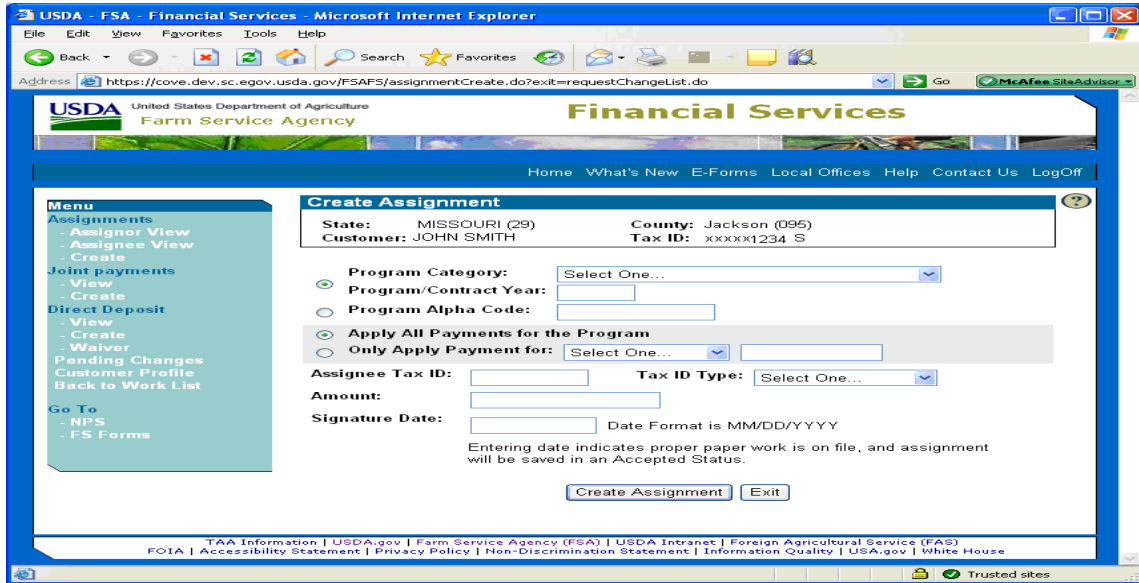 USDA - FSA - Financial Services - Microsoft Internet Explorer
File Edit View Favorites Tools Help
Back Search Favorites
Address https://cove.dev.sc.egov.usda.gov/FSAFS/assignmentCreate.do?exit=requestChangeList.do Go McAfee SiteAdvisor
USDA United States Department of Agriculture
Farm Service Agency
Financial Services
Home What's New E-Forms Local Offices Help Contact Us LogOff
Menu
Assignments
- Assignor View
- Assignee View
- Create
Joint payments
- View
- Create
Direct Deposit
- View
- Create
- Waiver
Pending Changes
Customer Profile
Back to Work List
Go To
- NPS
- FS Forms
Create Assignment
State: MISSOURI (29) County: Jackson (095)
Customer: JOHN SMITH Tax ID: xxxxx1234 S
Program Category: Select One...
Program/Contract Year:
Program Alpha Code:
Apply All Payments for the Program
Only Apply Payment for: Select One...
Assignee Tax ID: Tax ID Type: Select One...
Amount:
Signature Date: Date Format is MM/DD/YYYY
Entering date indicates proper paper work is on file, and assignment
will be saved in an Accepted Status.
Create Assignment Exit
TAA Information | USDA.gov | Farm Service Agency (FSA) | USDA Intranet | Foreign Agricultural Service (FAS)
FOIA | Accessibility Statement | Privacy Policy | Non-Discrimination Statement | Information Quality | USA.gov | White House
Trusted sites